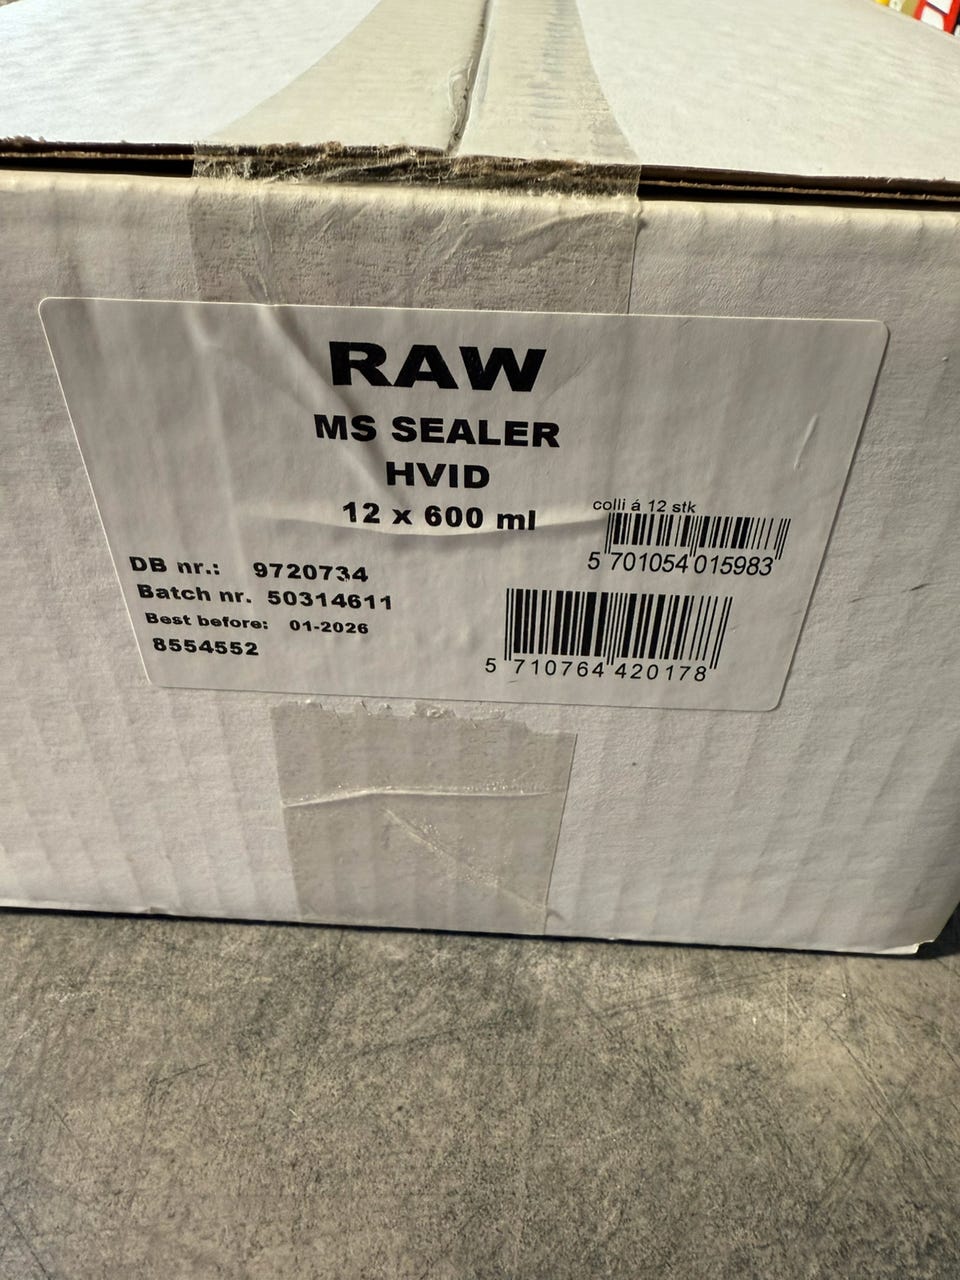 RAW
MS SEALER
HVID
12 x 600 ml
colli á 12 stk
5 701054 015983
DB nr.: 9720734
Batch nr. 50314611
Best before: 01-2026
8554552
5 710764 420178